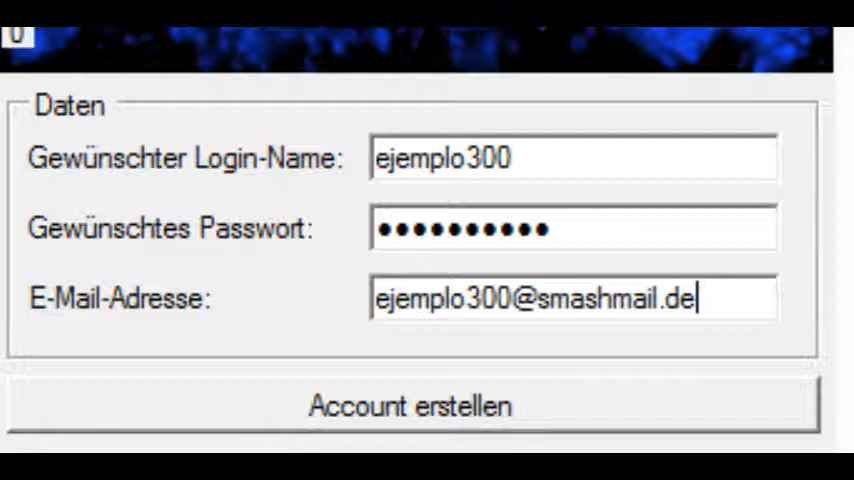 Daten
Gewünschter Login-Name: ejemplo300
Gewünschtes Passwort: ●●●●●●●●●●
E-Mail-Adresse: ejemplo300@smashmail.de
Account erstellen